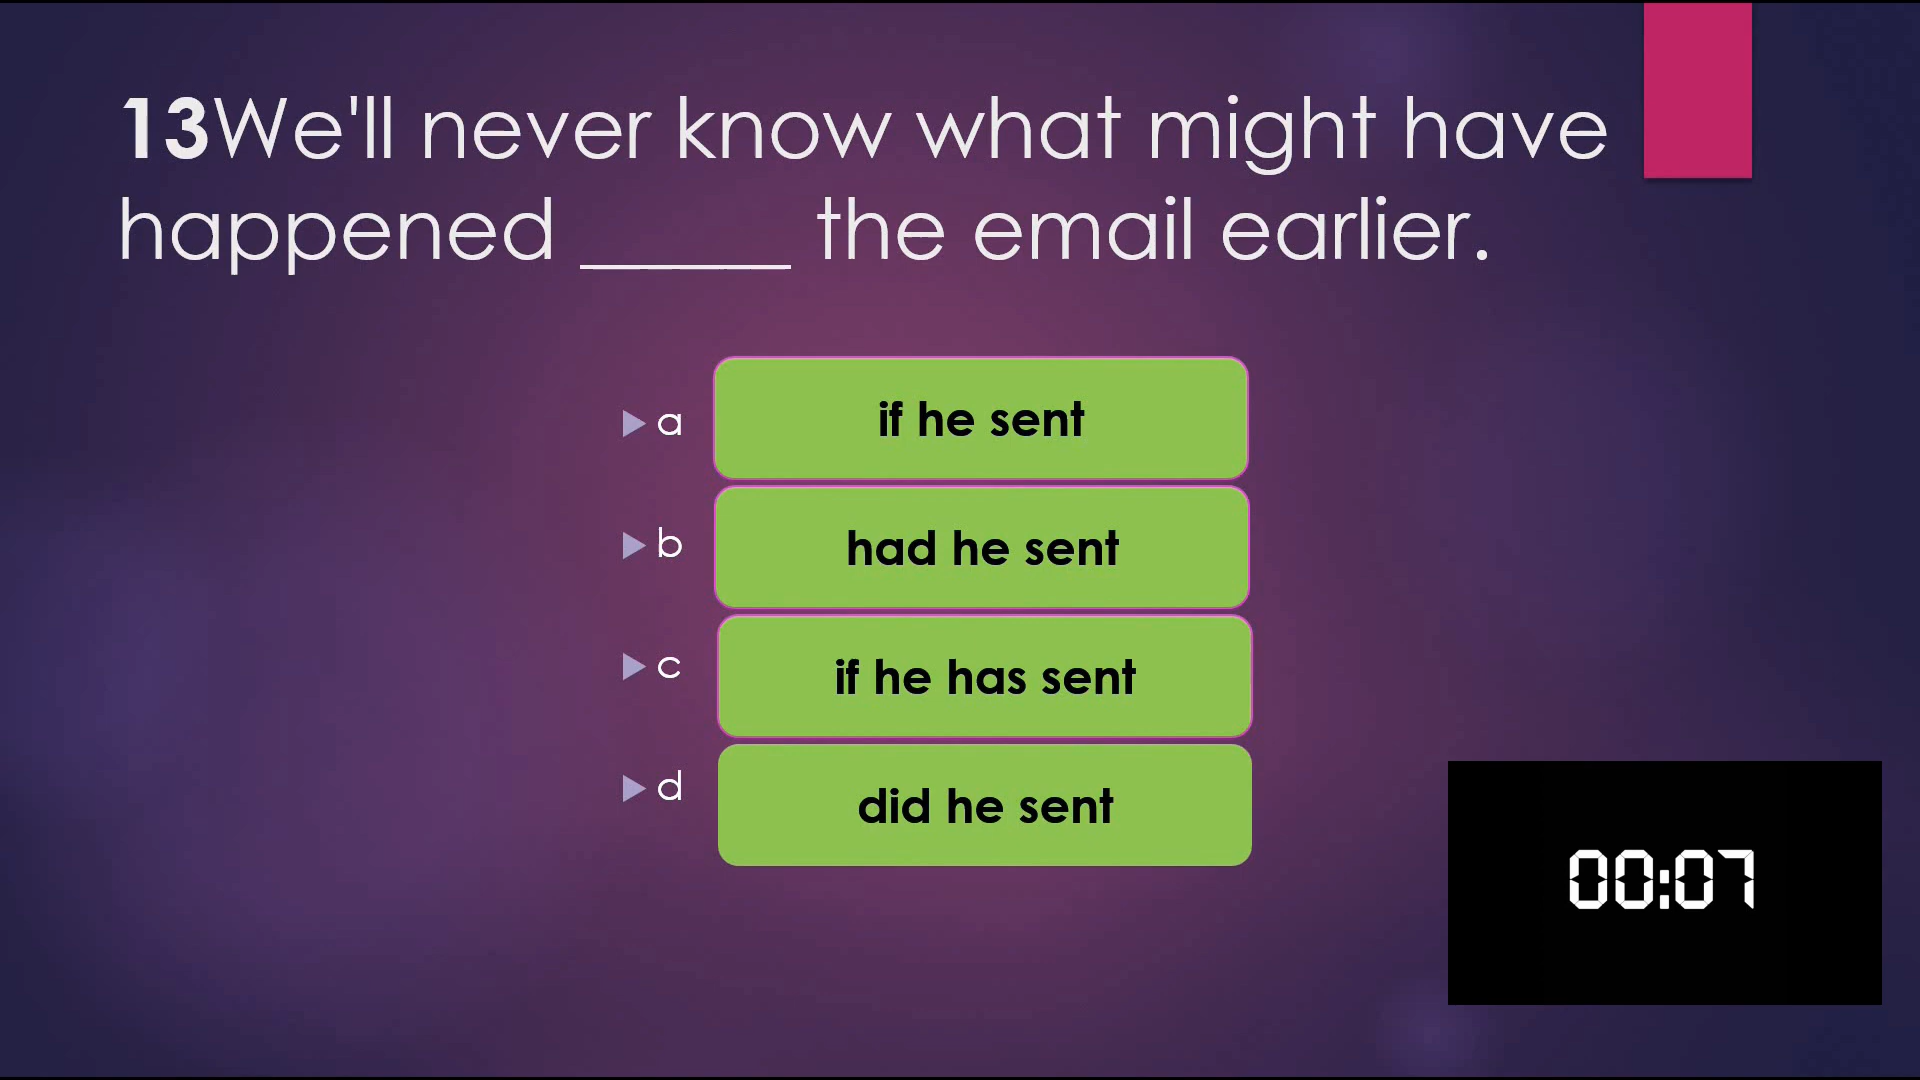 13We'll never know what might have
happened _____ the email earlier.
a
if he sent
b
had he sent
c
if he has sent
d
did he sent
00:07